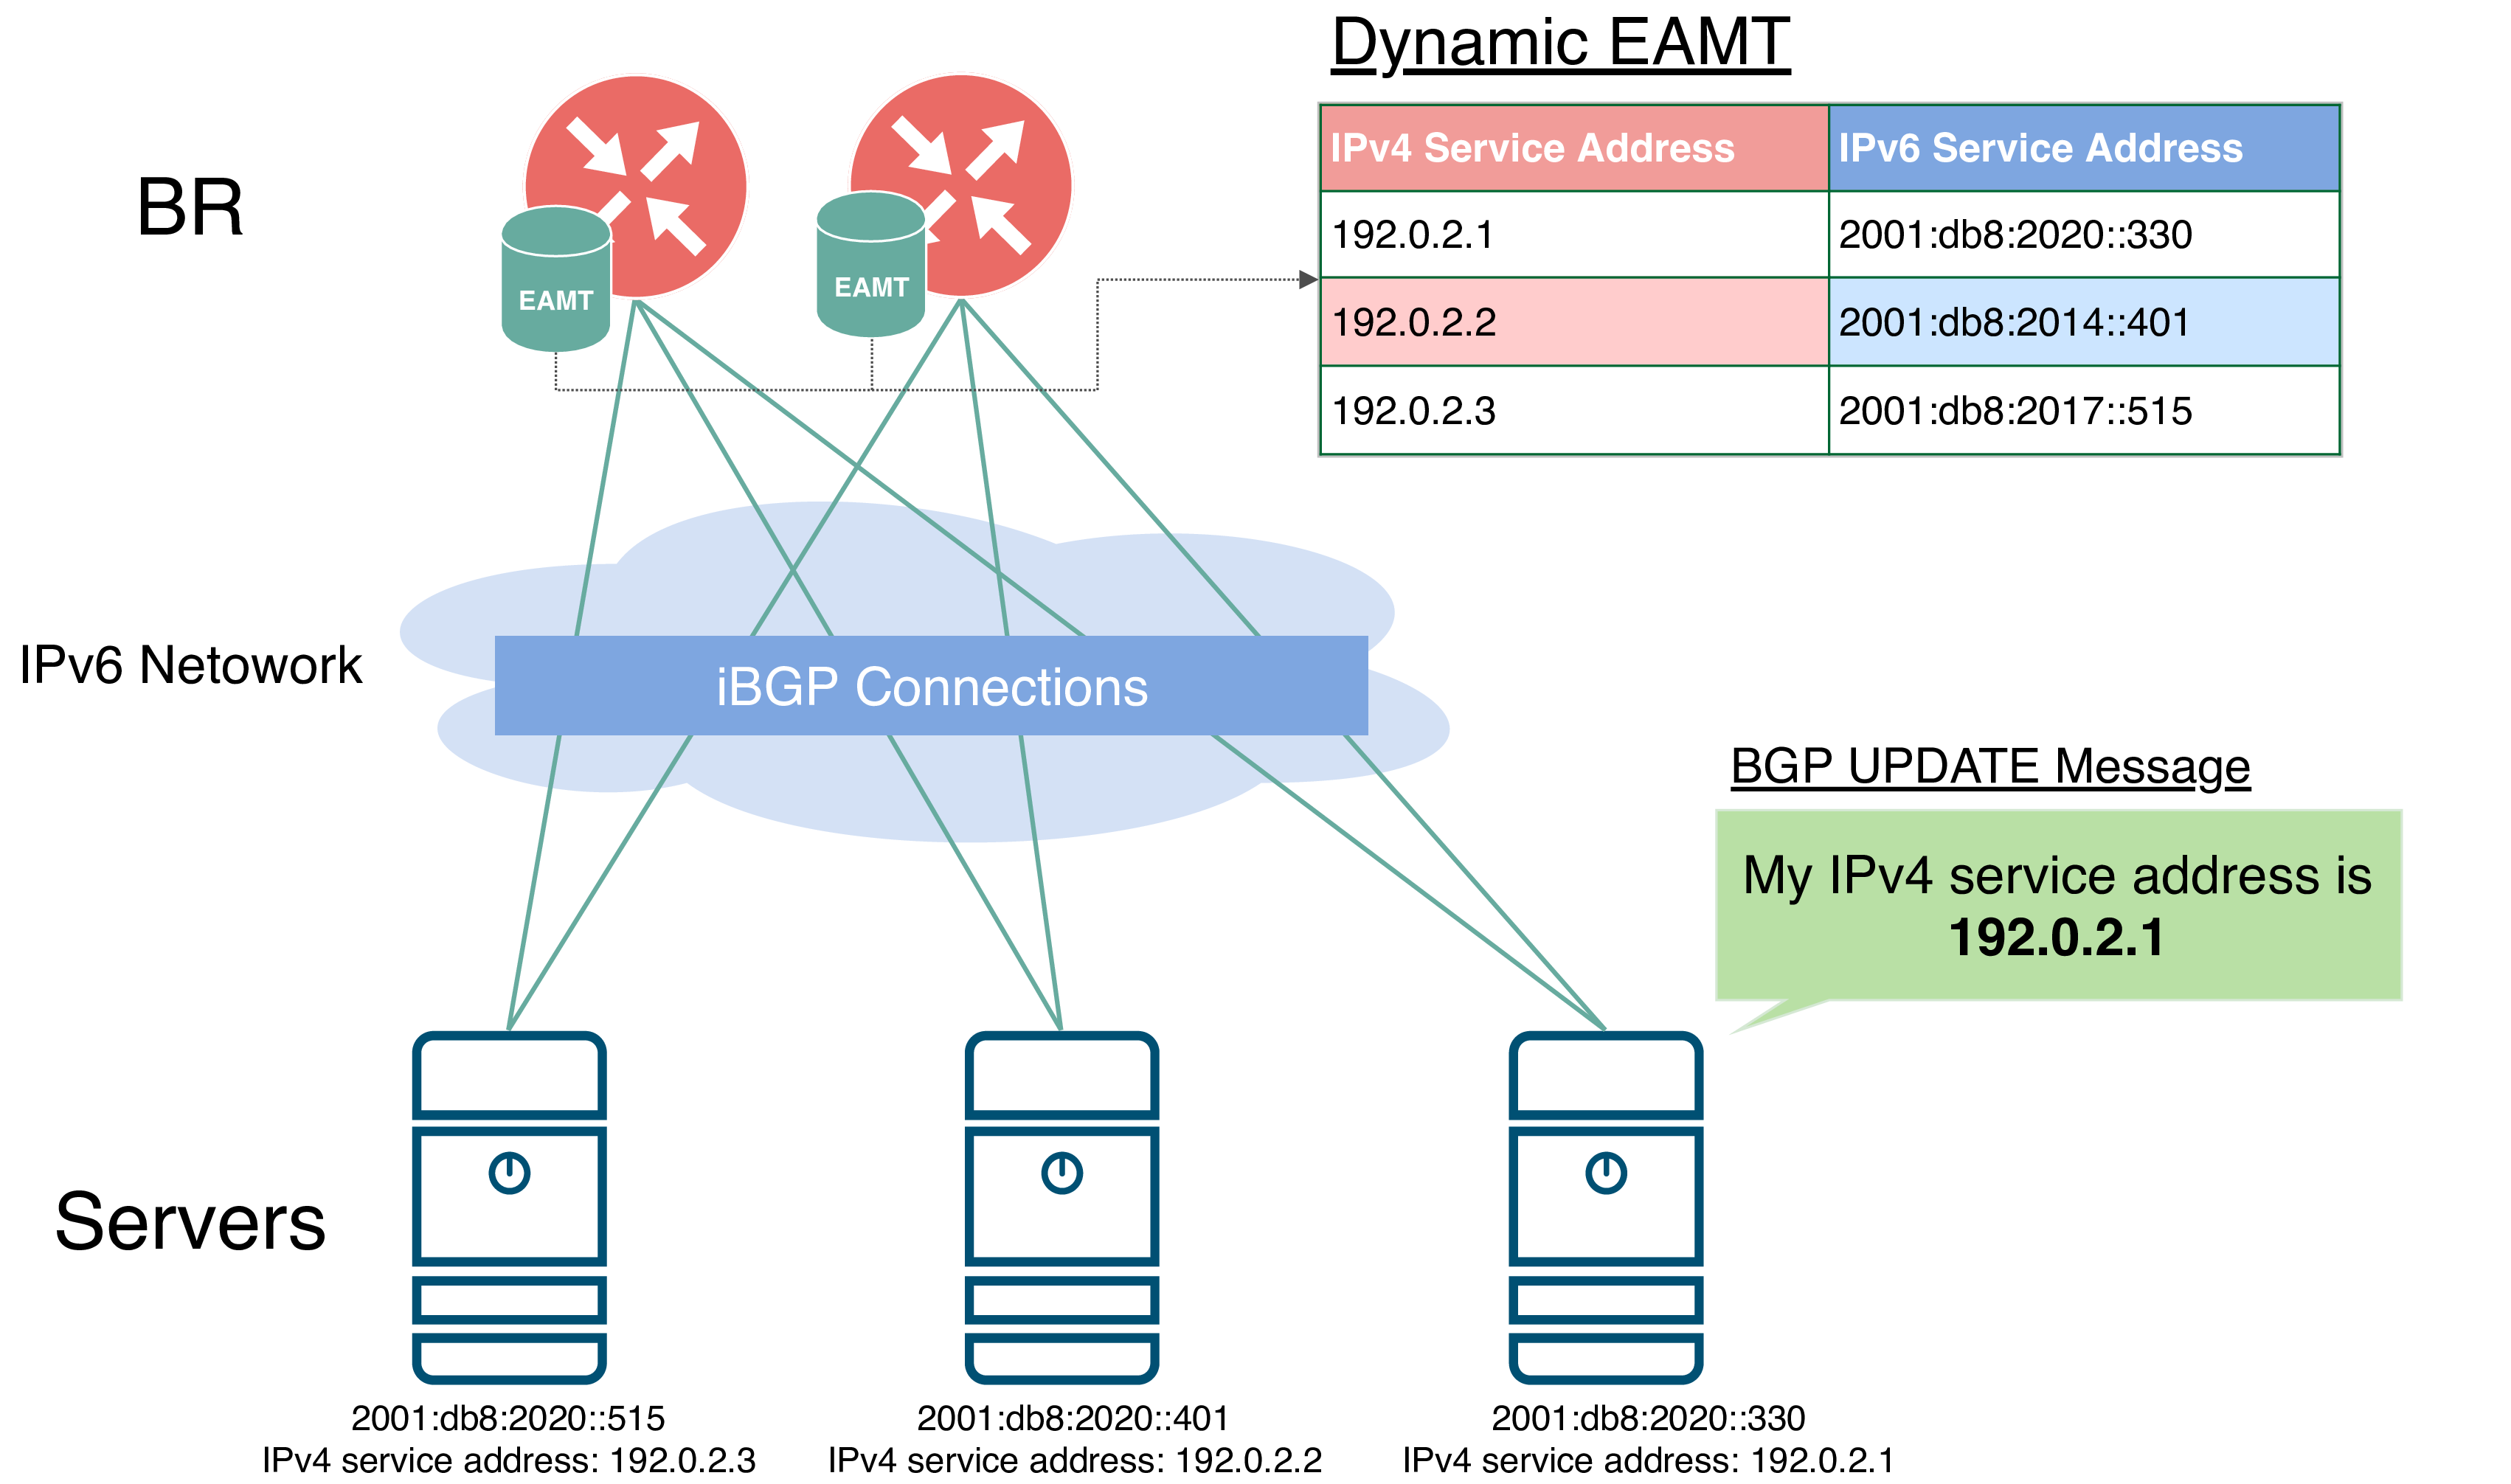 Dynamic EAMT
BR
IPv4 Service Address IPv6 Service Address
192.0.2.1 2001:db8:2020::330
192.0.2.2 2001:db8:2014::401
192.0.2.3 2001:db8:2017::515
EAMT EAMT
IPv6 Netowork
iBGP Connections
BGP UPDATE Message
My IPv4 service address is
192.0.2.1
Servers
2001:db8:2020::515
IPv4 service address: 192.0.2.3
2001:db8:2020::401
IPv4 service address: 192.0.2.2
2001:db8:2020::330
IPv4 service address: 192.0.2.1